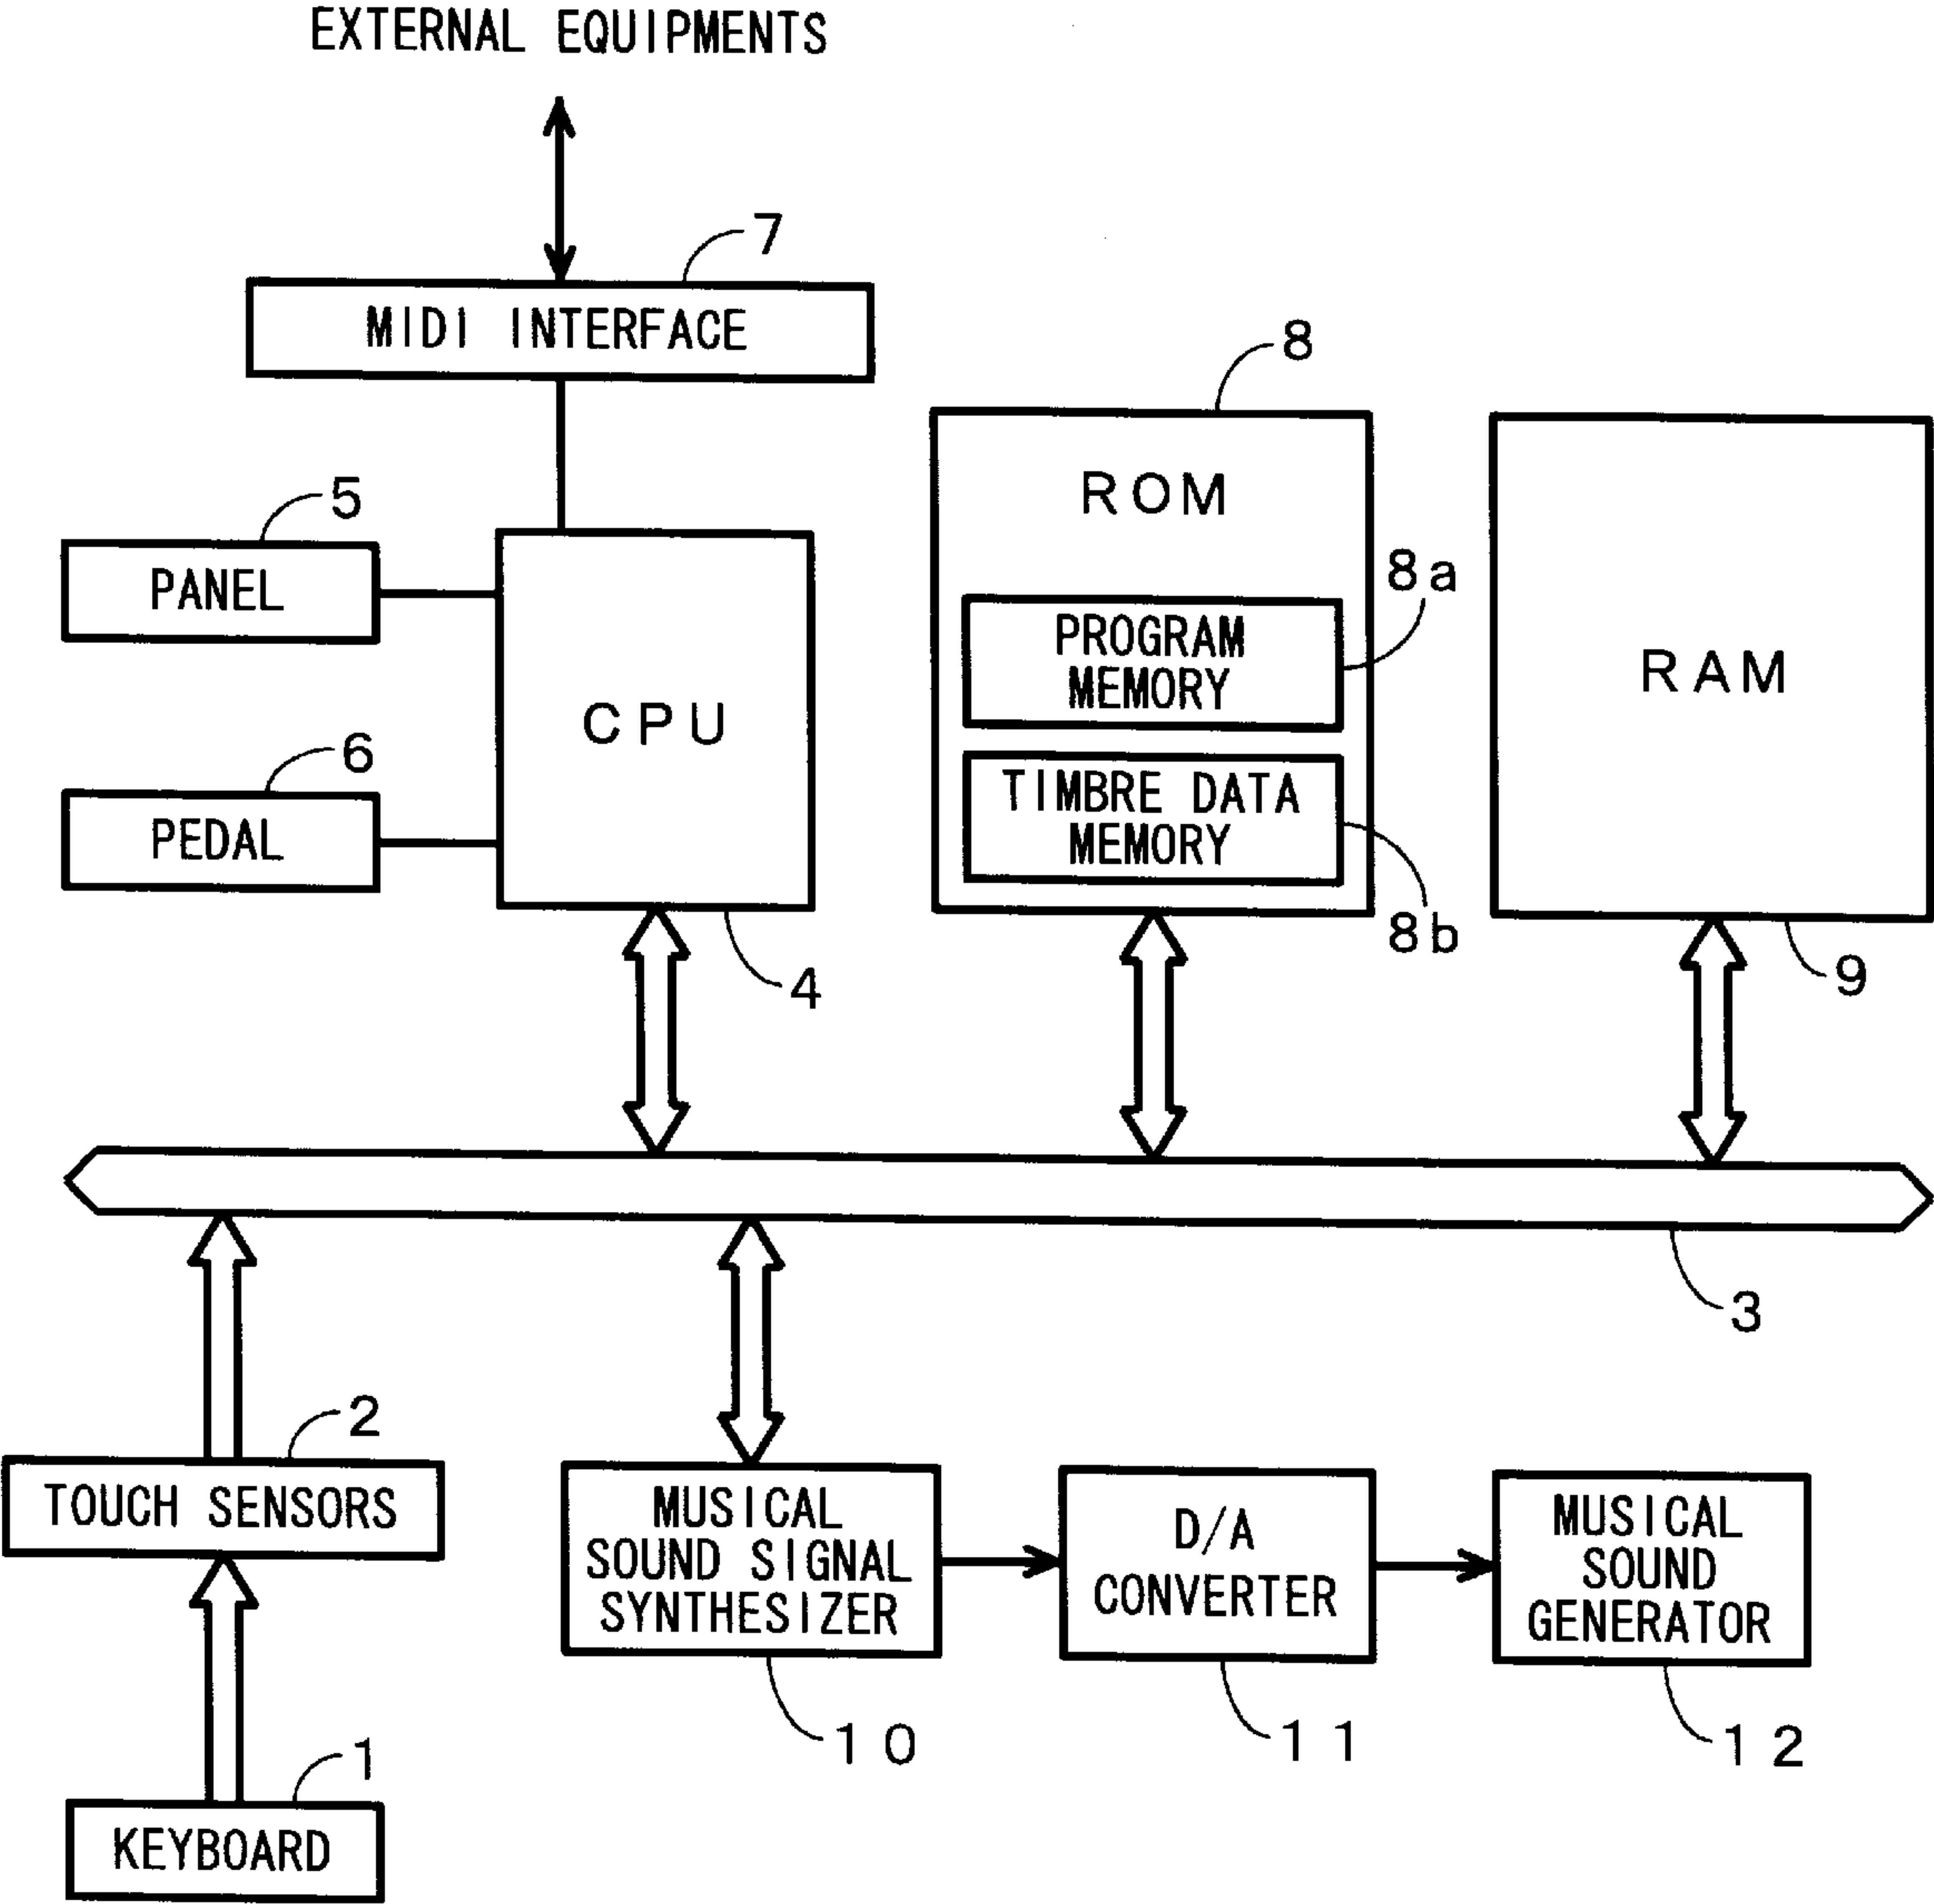 EXTERNAL EQUIPMENTS
7
MIDI INTERFACE
8
ROM
5
PANEL
8a
PROGRAM
MEMORY
RAM
CPU
6
PEDAL
TIMBRE DATA
MEMORY
8b
4
9
3
2
TOUCH SENSORS
MUSICAL
SOUND SIGNAL
SYNTHESIZER
D/A
CONVERTER
MUSICAL
SOUND
GENERATOR
10
11
12
1
KEYBOARD